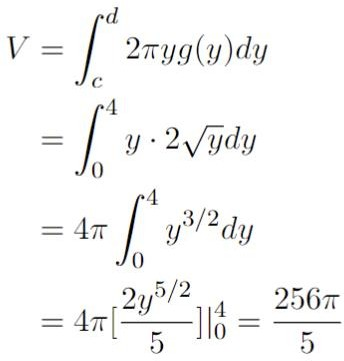 V = ∫_c^d 2πyg(y)dy
= ∫_0^4 y · 2√y dy
= 4π ∫_0^4 y^{3/2} dy
= 4π[2y^{5/2}/5]|_0^4 = 256π/5